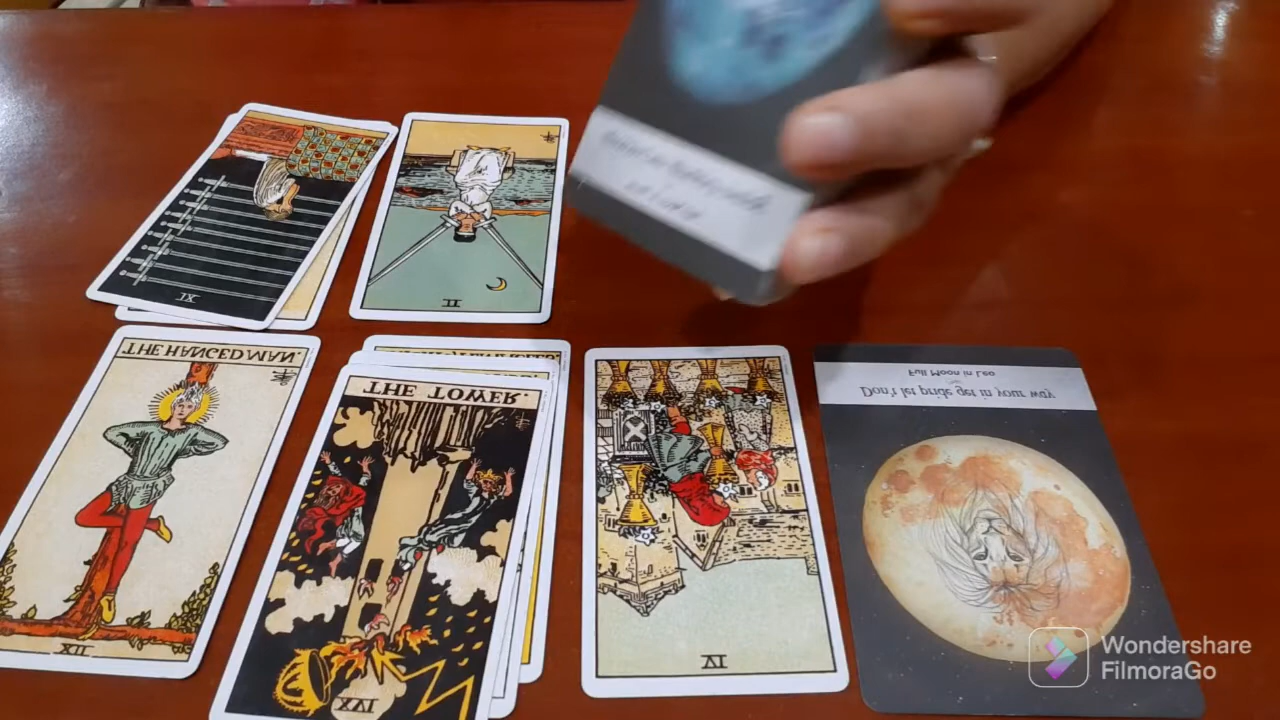 IX
II
THE HANGED MAN.
XII
THE TOWER.
XVI
VI
Don't let pride get in your way
Full Moon in Leo
Wondershare
FilmoraGo